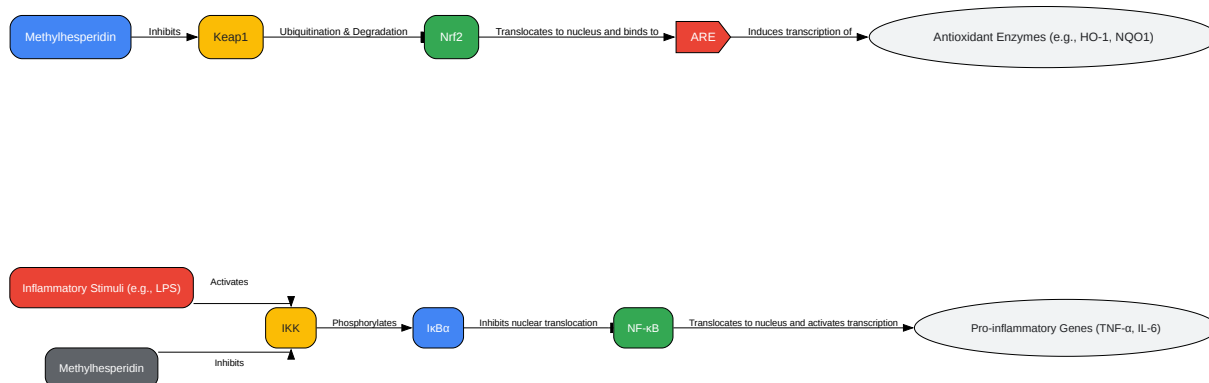 Methylhesperidin
Inhibits
Keap1
Ubiquitination & Degradation
Nrf2
Translocates to nucleus and binds to
ARE
Induces transcription of
Antioxidant Enzymes (e.g., HO-1, NQO1)
Inflammatory Stimuli (e.g., LPS)
Activates
IKK
Phosphorylates
IκBα
Inhibits nuclear translocation
NF-κB
Translocates to nucleus and activates transcription
Pro-inflammatory Genes (TNF-α, IL-6)
Methylhesperidin
Inhibits